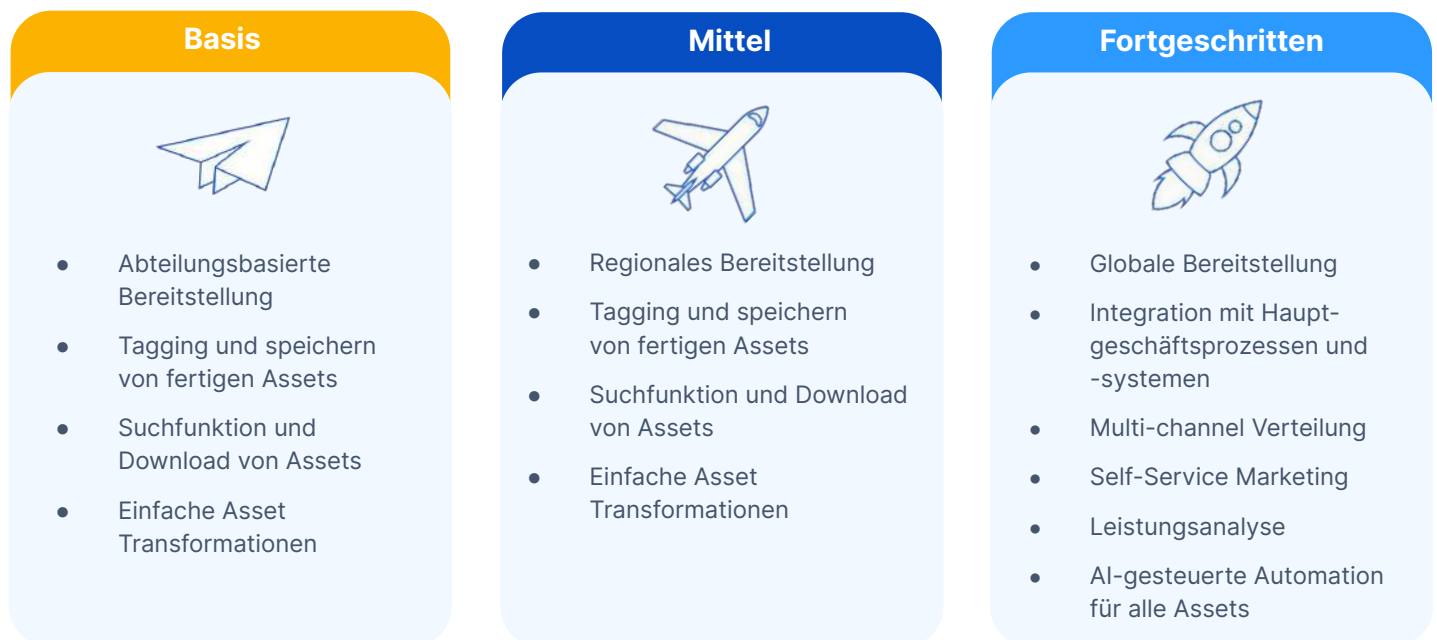 Basis
● Abteilungsbasierte
Bereitstellung
● Tagging und speichern
von fertigen Assets
● Suchfunktion und
Download von Assets
● Einfache Asset
Transformationen
Mittel
● Regionales Bereitstellung
● Tagging und speichern
von fertigen Assets
● Suchfunktion und Download
von Assets
● Einfache Asset
Transformationen
Fortgeschritten
● Globale Bereitstellung
● Integration mit Haupt-
geschäftsprozessen und
-systemen
● Multi-channel Verteilung
● Self-Service Marketing
● Leistungsanalyse
● AI-gesteuerte Automation
für alle Assets